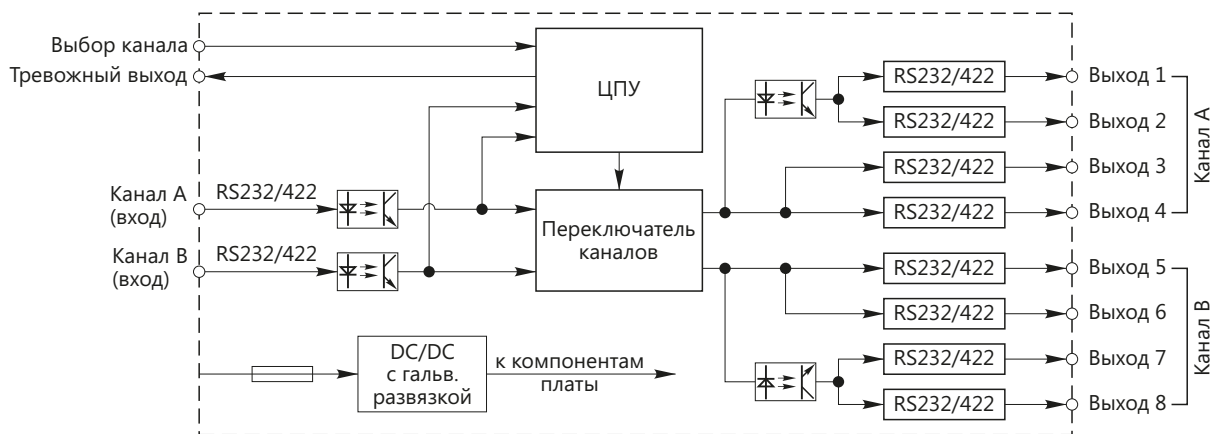 Выбор канала
Тревожный выход
ЦПУ
RS232/422
Выход 1
RS232/422
Выход 2
RS232/422
Выход 3
RS232/422
Выход 4
Канал А
Канал А
(вход)
RS232/422
Канал В
(вход)
RS232/422
Переключатель
каналов
RS232/422
Выход 5
RS232/422
Выход 6
RS232/422
Выход 7
RS232/422
Выход 8
Канал В
DC/DC
с гальв.
развязкой
к компонентам
платы